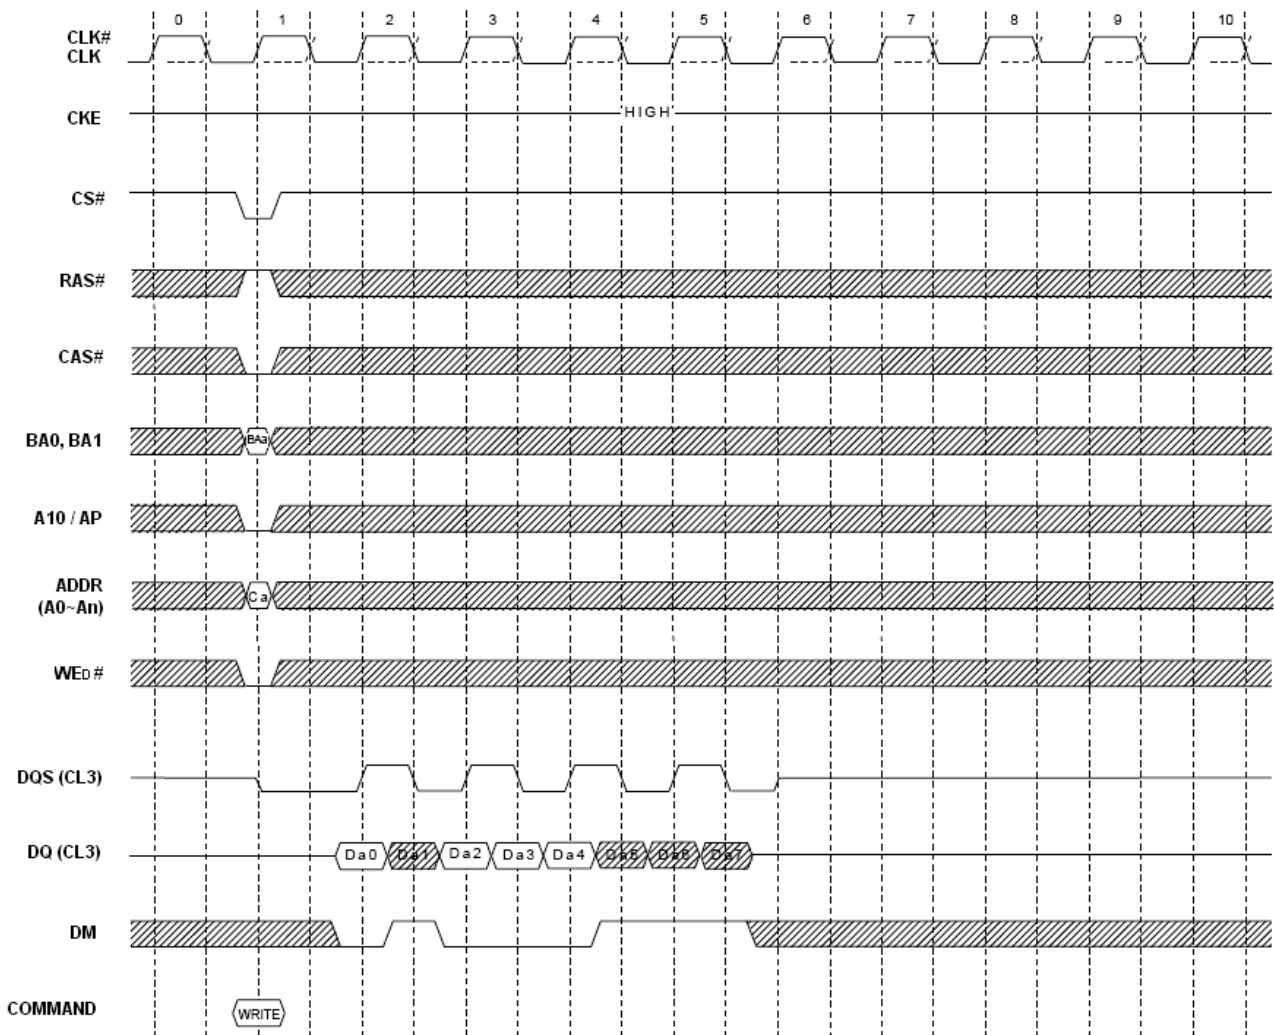 0 1 2 3 4 5 6 7 8 9 10
CLK#
CLK
CKE
HIGH
CS#
RAS#
CAS#
BA0, BA1
BAa
A10 / AP
ADDR
(A0~An)
Ca
WED#
DQS (CL3)
DQ (CL3)
Da0 Da1 Da2 Da3 Da4 Da5 Da6 Da7
DM
COMMAND
WRITE